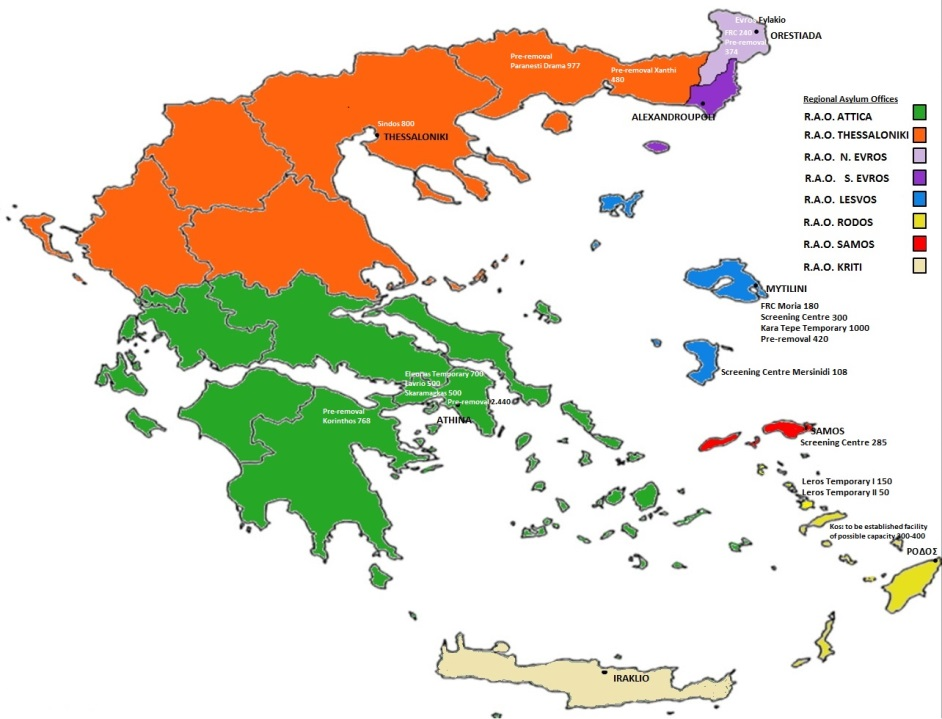 Evros Fylakio
FRC 240
Pre-removal
374
ORESTIADA
Pre-removal
Paranesti Drama 977
Pre-removal Xanthi
480
ALEXANDROUPOLI
Sindos 800
THESSALONIKI
Regional Asylum Offices
R.A.O. ATTICA
R.A.O. THESSALONIKI
R.A.O. N. EVROS
R.A.O. S. EVROS
R.A.O. LESVOS
R.A.O. RODOS
R.A.O. SAMOS
R.A.O. KRITI
MYTILINI
FRC Moria 180
Screening Centre 300
Kara Tepe Temporary 1000
Pre-removal 420
Screening Centre Mersinidi 108
Eleonas Temporary 700
Lavrio 500
Skaramagkas 500
Pre-removal 2.440
ATHINA
Pre-removal
Korinthos 768
SAMOS
Screening Centre 285
Leros Temporary I 150
Leros Temporary II 50
Kos: to be established facility
of possible capacity 300-400
ΡΟΔΟΣ
IRAKLIO